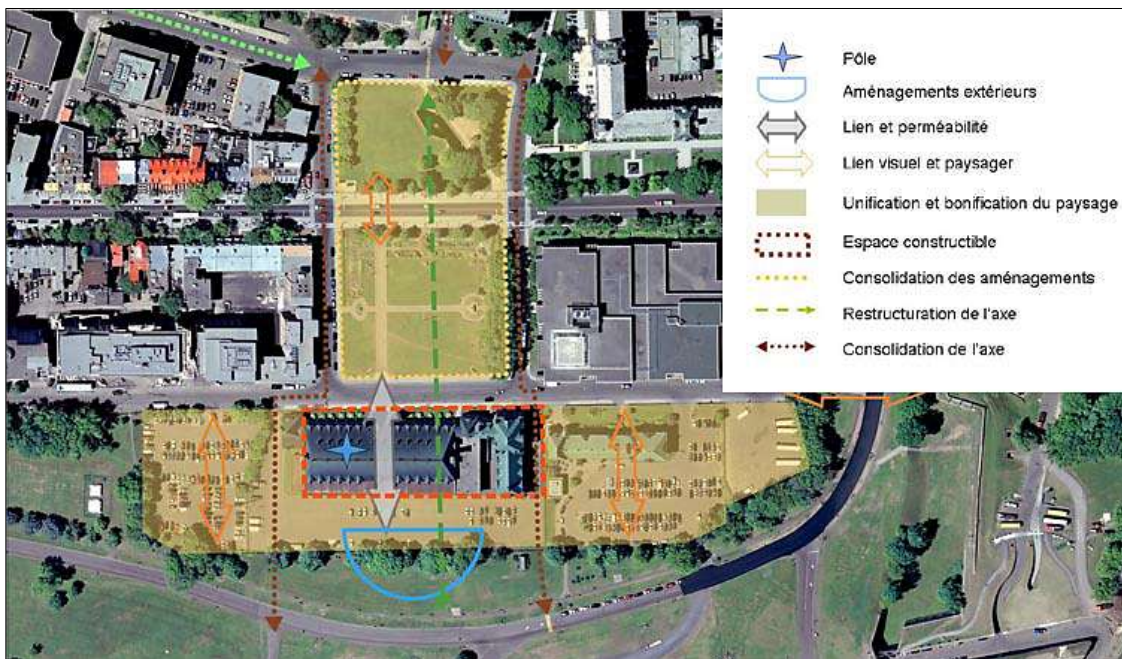 Pôle
Aménagements extérieurs
Lien et perméabilité
Lien visuel et paysager
Unification et bonification du paysage
Espace constructible
Consolidation des aménagements
Restructuration de l'axe
Consolidation de l'axe